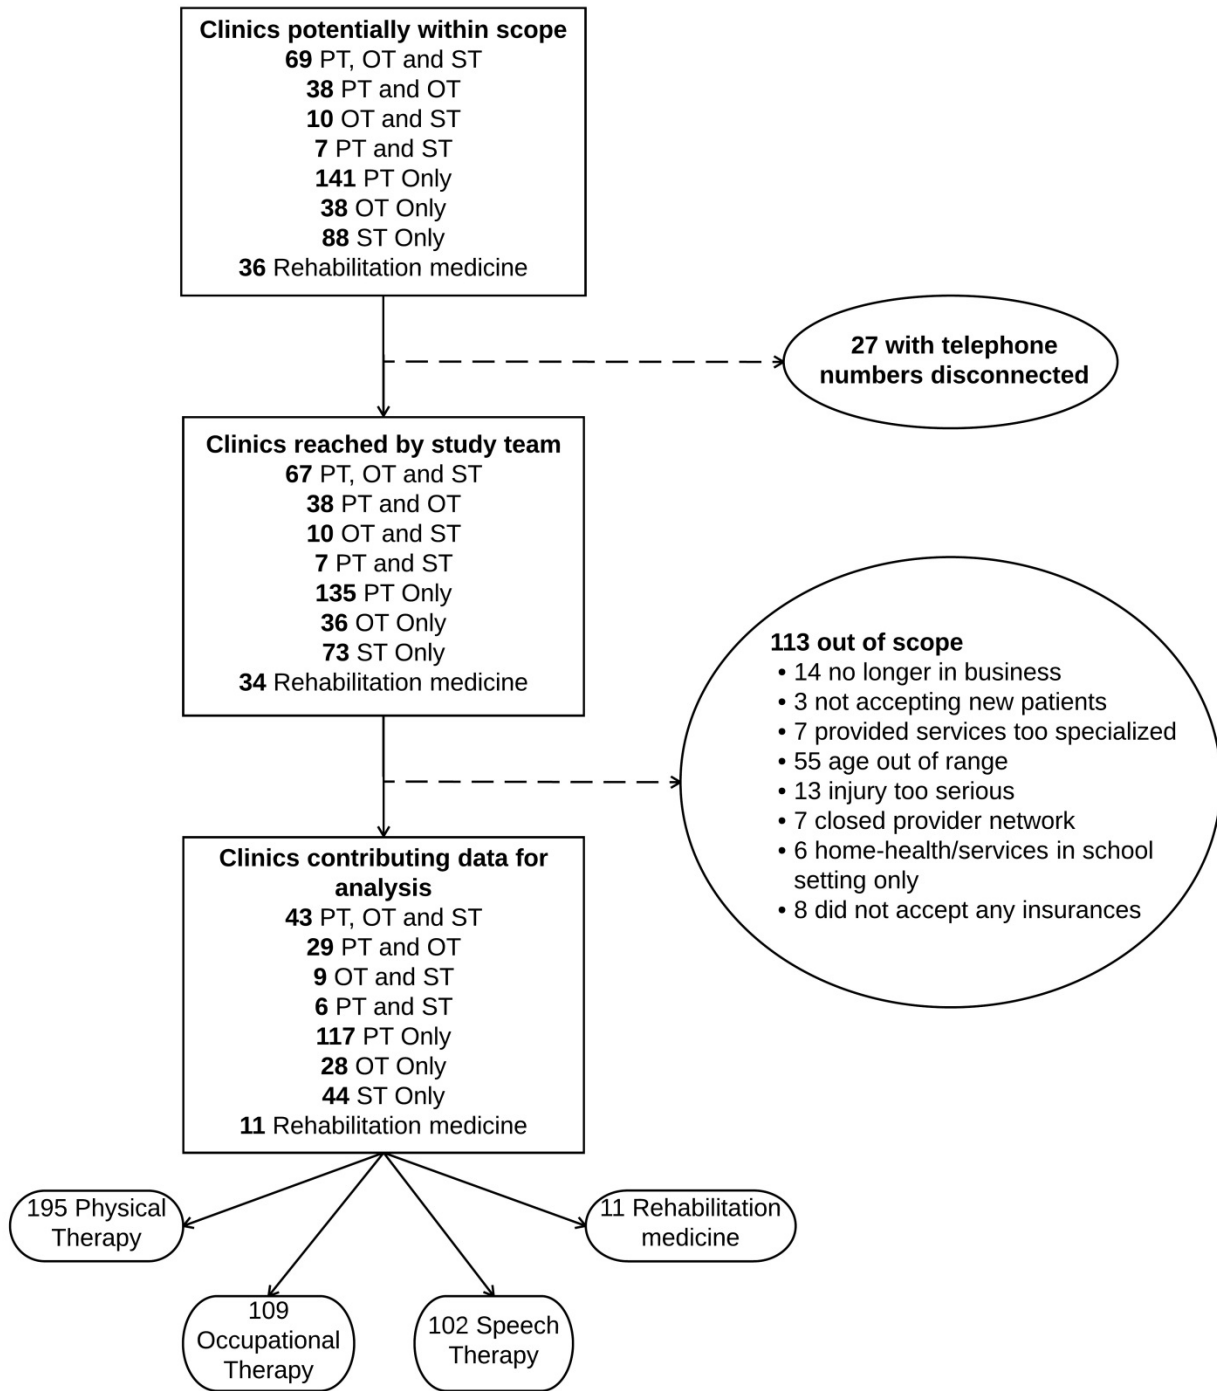 Clinics potentially within scope
69 PT, OT and ST
38 PT and OT
10 OT and ST
7 PT and ST
141 PT Only
38 OT Only
88 ST Only
36 Rehabilitation medicine
27 with telephone
numbers disconnected
Clinics reached by study team
67 PT, OT and ST
38 PT and OT
10 OT and ST
7 PT and ST
135 PT Only
36 OT Only
73 ST Only
34 Rehabilitation medicine
113 out of scope
• 14 no longer in business
• 3 not accepting new patients
• 7 provided services too specialized
• 55 age out of range
• 13 injury too serious
• 7 closed provider network
• 6 home-health/services in school
setting only
• 8 did not accept any insurances
Clinics contributing data for
analysis
43 PT, OT and ST
29 PT and OT
9 OT and ST
6 PT and ST
117 PT Only
28 OT Only
44 ST Only
11 Rehabilitation medicine
195 Physical
Therapy
109
Occupational
Therapy
102 Speech
Therapy
11 Rehabilitation
medicine